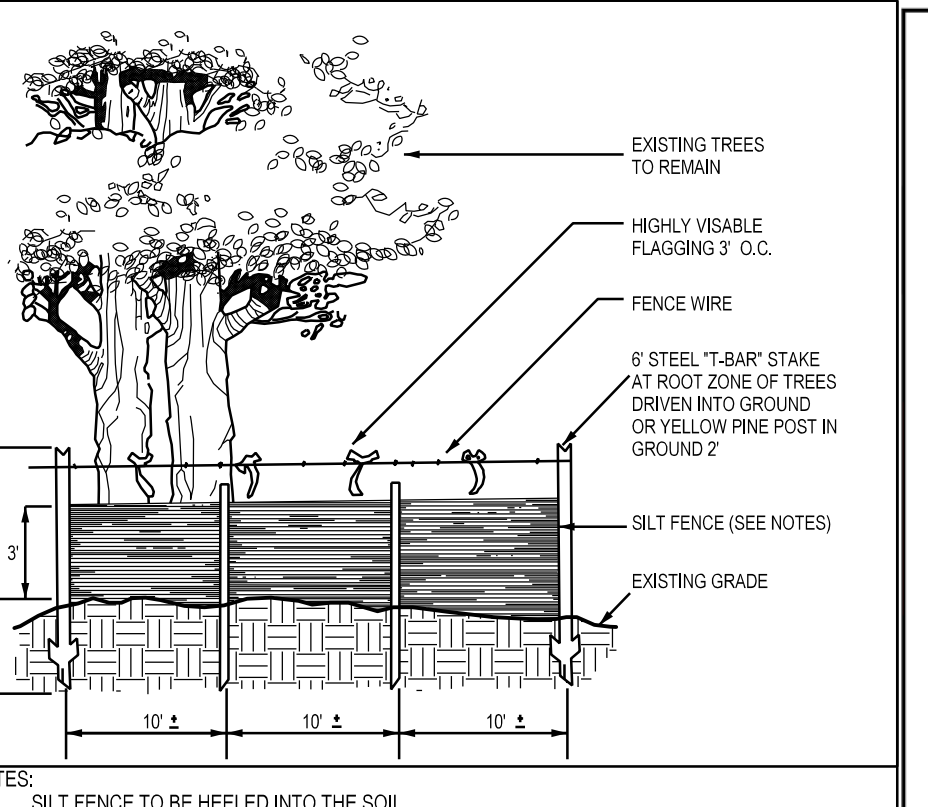 EXISTING TREES
TO REMAIN
HIGHLY VISABLE
FLAGGING 3' O.C.
FENCE WIRE
6' STEEL "T-BAR" STAKE
AT ROOT ZONE OF TREES
DRIVEN INTO GROUND
OR YELLOW PINE POST IN
GROUND 2'
SILT FENCE (SEE NOTES)
3'
EXISTING GRADE
10' ± 10' ± 10' ±
TES:
SILT FENCE TO BE HEELED INTO THE SOIL